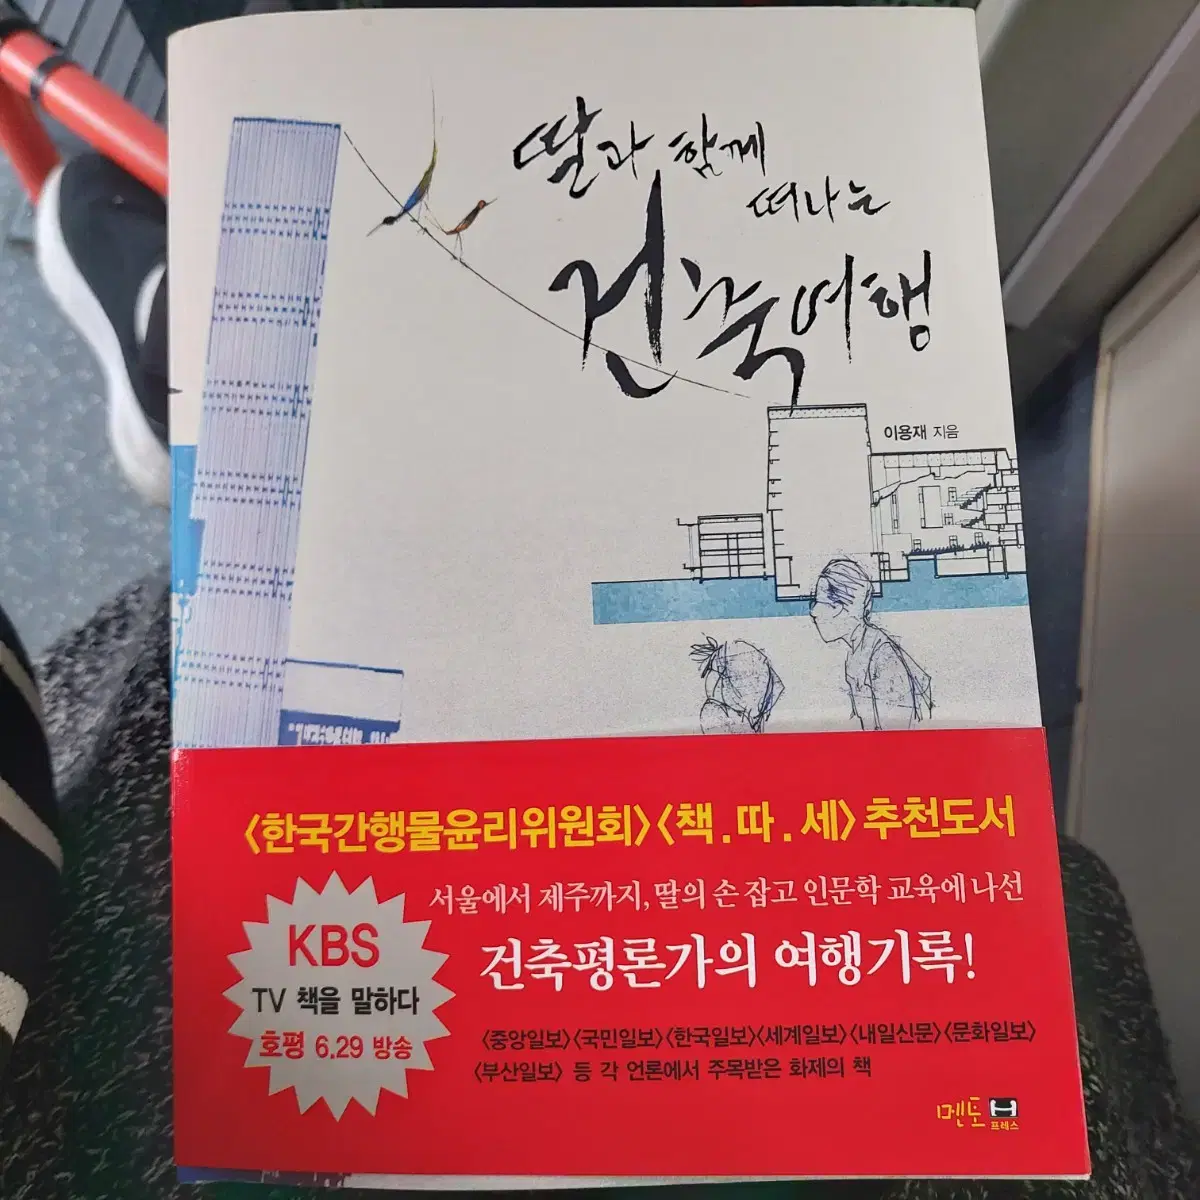 딸과 함께
떠나는
건축여행
이용재 지음
<한국간행물윤리위원회><책.따.세>추천도서
서울에서 제주까지, 딸의 손 잡고 인문학 교육에 나선
건축평론가의 여행기록!
KBS
TV 책을 말하다
호평 6.29 방송
<중앙일보><국민일보><한국일보><세계일보><내일신문><문화일보>
<부산일보> 등 각 언론에서 주목받은 화제의 책
멘토
프레스